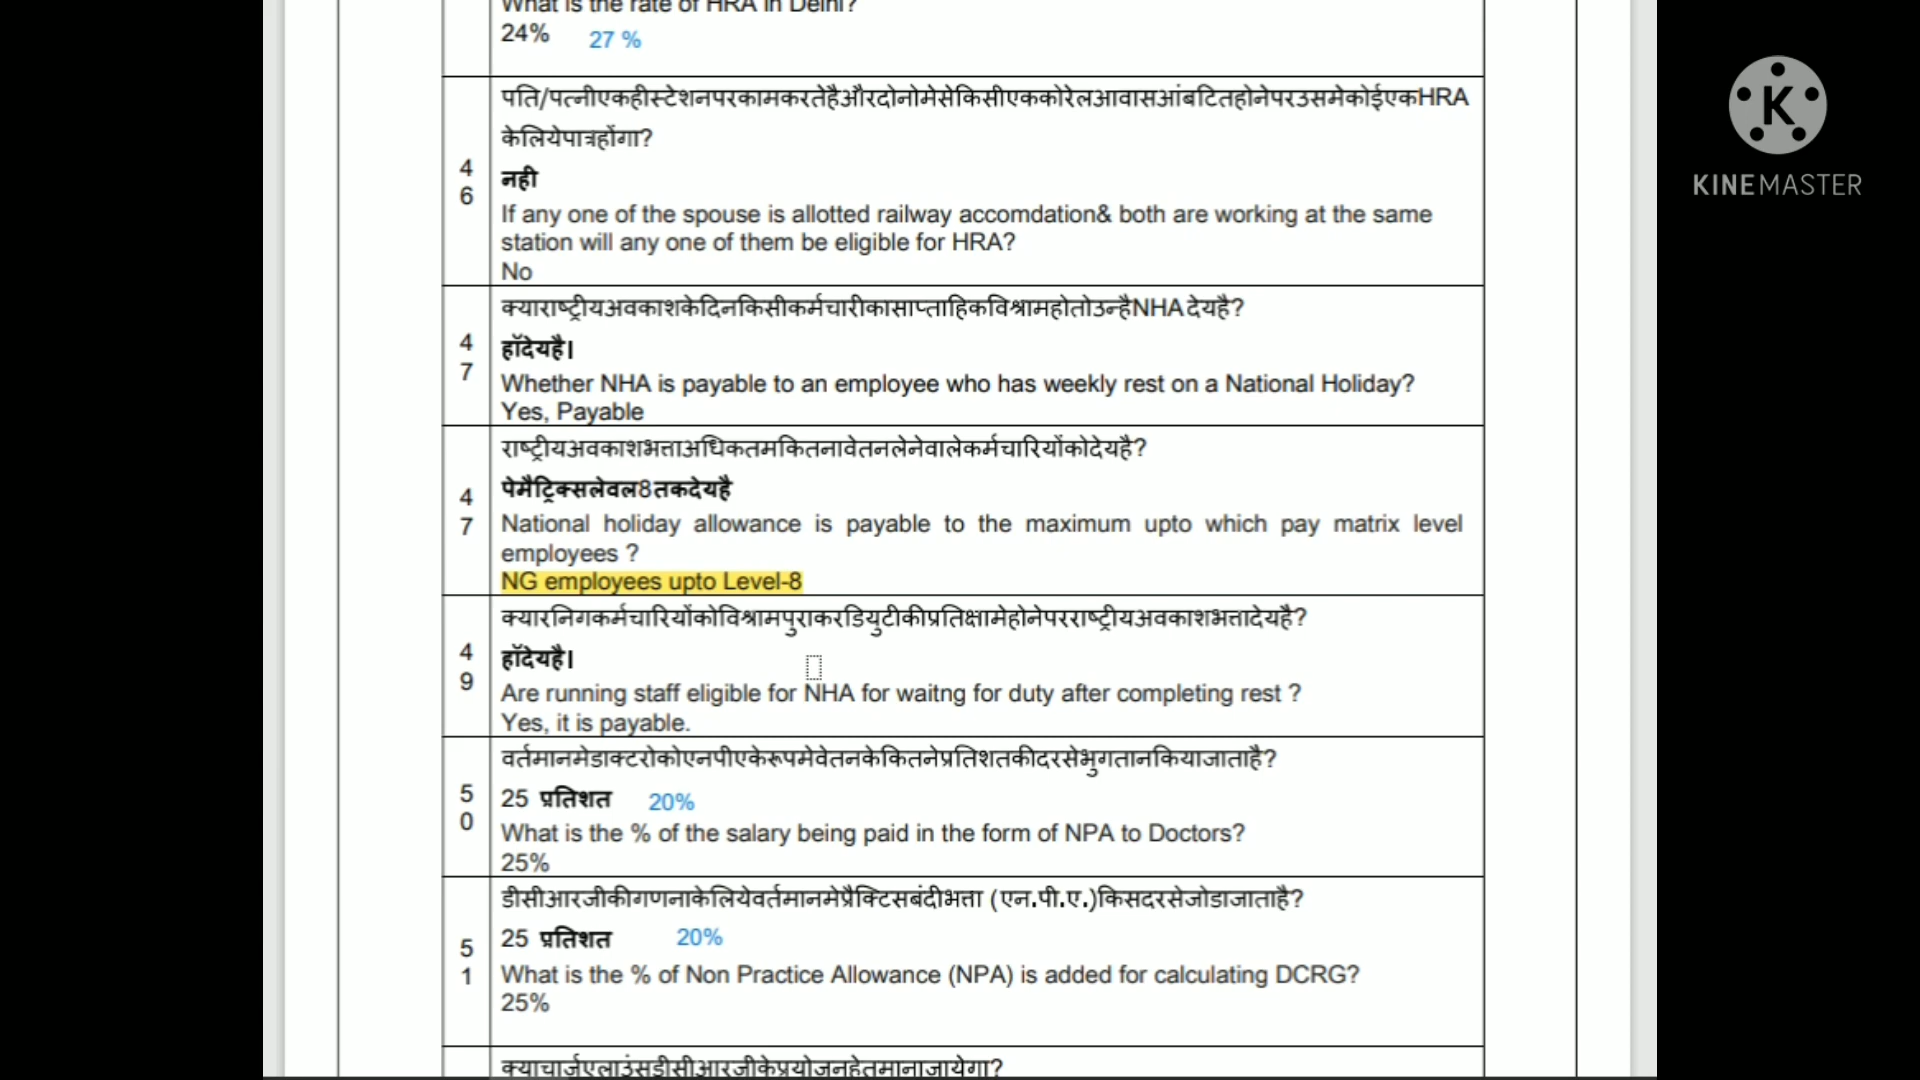 What is the rate of HRA in Delhi?
24% 27 %
पति/पत्नीएकहीस्टेशनपरकामकरतेहैऔरदोनोमेसेकिसीएककोरेलआवासआंबटितहोनेपरउसमेकोईएकHRA
केलियेपात्रहोंगा?
4
6
नही
If any one of the spouse is allotted railway accomdation& both are working at the same
station will any one of them be eligible for HRA?
No
क्याराष्ट्रीयअवकाशकेदिनकिसीकर्मचारीकासाप्ताहिकविश्रामहोतोउन्हैNHAदेयहै?
4
7
हॉदेयहै।
Whether NHA is payable to an employee who has weekly rest on a National Holiday?
Yes, Payable
राष्ट्रीयअवकाशभत्ताअधिकतमकितनावेतनलेनेवालेकर्मचारियोंकोदेयहै?
4
7
पेमैट्रिक्सलेवल8तकदेयहै
National holiday allowance is payable to the maximum upto which pay matrix level
employees ?
NG employees upto Level-8
क्यारनिगकर्मचारियोंकोविश्रामपुराकरडियुटीकीप्रतिक्षामेहोनेपरराष्ट्रीयअवकाशभत्तादेयहै?
4
9
हॉदेयहै।
Are running staff eligible for NHA for waitng for duty after completing rest ?
Yes, it is payable.
वर्तमानमेडाक्टरोकोएनपीएकेरूपमेवेतनकेकितनेप्रतिशतकीदरसेभुगतानकियाजाताहै?
5
0
25 प्रतिशत 20%
What is the % of the salary being paid in the form of NPA to Doctors?
25%
डीसीआरजीकीगणनाकेलियेवर्तमानमेप्रैक्टिसबंदीभत्ता (एन.पी.ए.)किसदरसेजोडाजाताहै?
5
1
25 प्रतिशत 20%
What is the % of Non Practice Allowance (NPA) is added for calculating DCRG?
25%
क्याचार्जएलाउंसडीसीआरजीकेप्रयोजनहेतुमानाजायेगा?
K
KINEMASTER